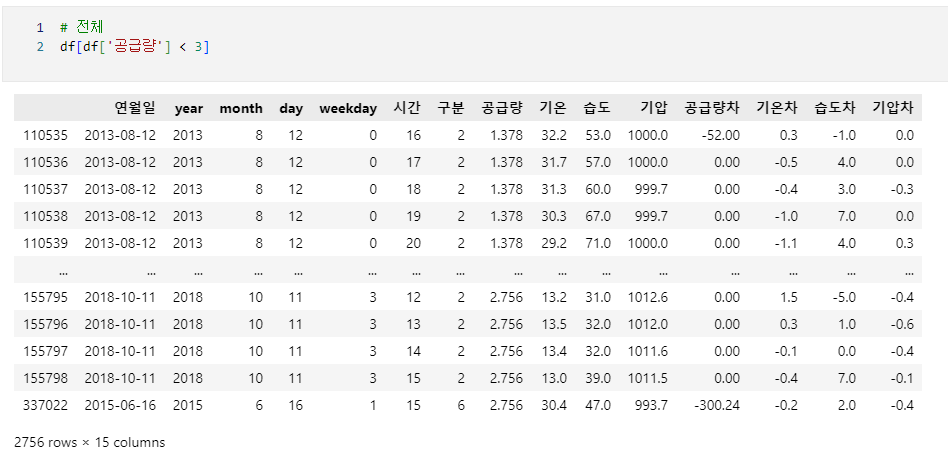 1 # 전체
2 df[df['공급량'] < 3]
연월일 year month day weekday 시간 구분 공급량 기온 습도 기압 공급량차 기온차 습도차 기압차
110535 2013-08-12 2013 8 12 0 16 2 1.378 32.2 53.0 1000.0 -52.00 0.3 -1.0 0.0
110536 2013-08-12 2013 8 12 0 17 2 1.378 31.7 57.0 1000.0 0.00 -0.5 4.0 0.0
110537 2013-08-12 2013 8 12 0 18 2 1.378 31.3 60.0 999.7 0.00 -0.4 3.0 -0.3
110538 2013-08-12 2013 8 12 0 19 2 1.378 30.3 67.0 999.7 0.00 -1.0 7.0 0.0
110539 2013-08-12 2013 8 12 0 20 2 1.378 29.2 71.0 1000.0 0.00 -1.1 4.0 0.3
... ... ... ... ... ... ... ... ... ... ... ... ... ... ... ...
155795 2018-10-11 2018 10 11 3 12 2 2.756 13.2 31.0 1012.6 0.00 1.5 -5.0 -0.4
155796 2018-10-11 2018 10 11 3 13 2 2.756 13.5 32.0 1012.0 0.00 0.3 1.0 -0.6
155797 2018-10-11 2018 10 11 3 14 2 2.756 13.4 32.0 1011.6 0.00 -0.1 0.0 -0.4
155798 2018-10-11 2018 10 11 3 15 2 2.756 13.0 39.0 1011.5 0.00 -0.4 7.0 -0.1
337022 2015-06-16 2015 6 16 1 15 6 2.756 30.4 47.0 993.7 -300.24 -0.2 2.0 -0.4
2756 rows × 15 columns